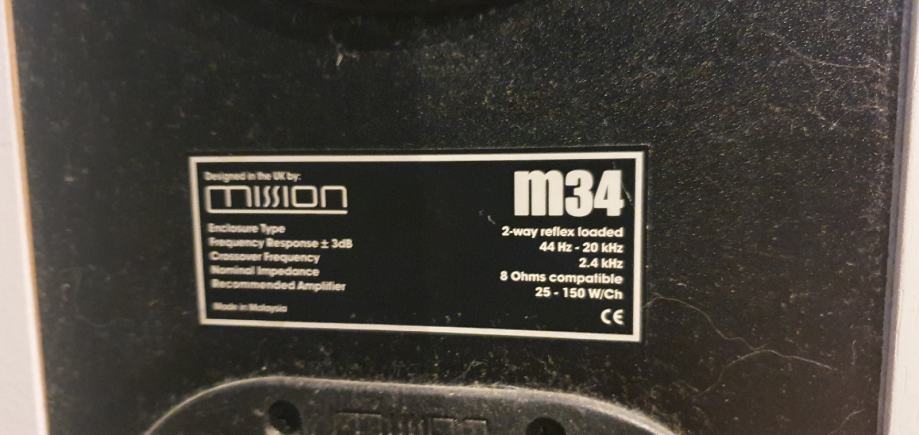 Designed in the UK by:
mission
m34
Enclosure Type 2-way reflex loaded
Frequency Response ± 3dB 44 Hz - 20 kHz
Crossover Frequency 2.4 kHz
Nominal Impedance 8 Ohms compatible
Recommended Amplifier 25 - 150 W/Ch
Made in Malaysia CE